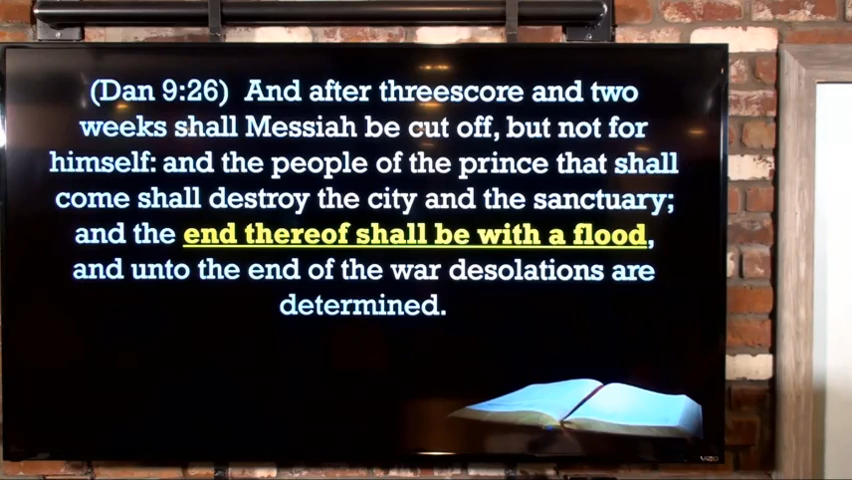 (Dan 9:26) And after threescore and two
weeks shall Messiah be cut off, but not for
himself: and the people of the prince that shall
come shall destroy the city and the sanctuary;
and the end thereof shall be with a flood,
and unto the end of the war desolations are
determined.
VIZIO